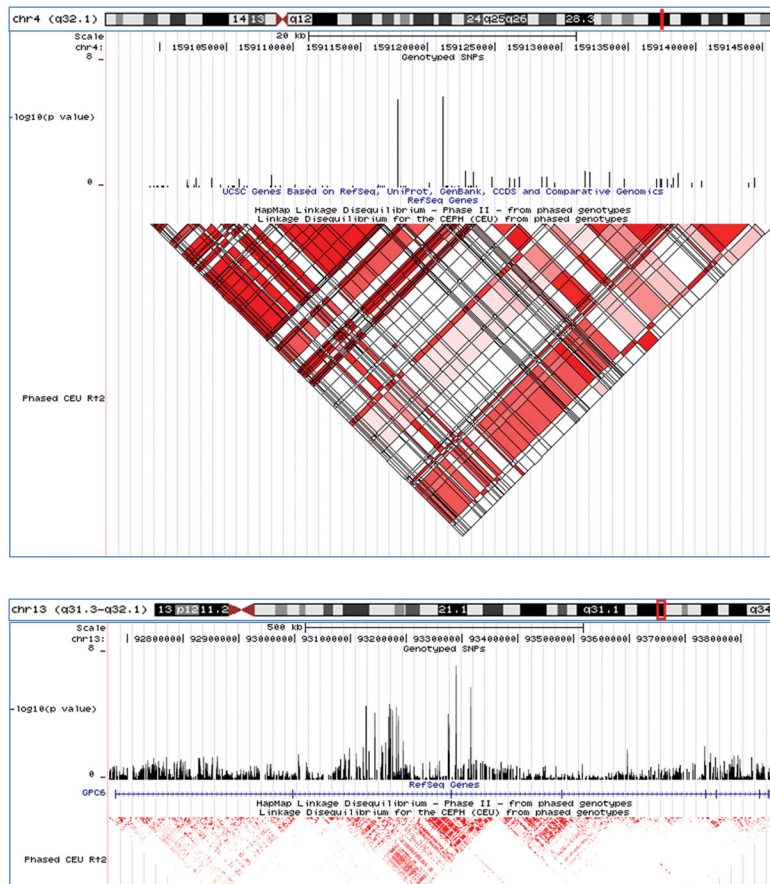 chr4 (q32.1) 14 13 q12 24 q25 q26 28.3
Scale 20 kb
chr4: 159105000 159110000 159115000 159120000 159125000 159130000 159135000 159140000 159145000
8 Genotyped SNPs
-log10(p value)
0
UCSC Genes Based on RefSeq, UniProt, GenBank, CCDS and Comparative Genomics
RefSeq Genes
HapMap Linkage Disequilibrium - Phase II - from phased genotypes
Linkage Disequilibrium for the CEPH (CEU) from phased genotypes
Phased CEU R↑2
chr13 (q31.3-q32.1) 13 p12 11.2 21.1 q31.1 q34
Scale 500 kb
chr13: 92800000 92900000 93000000 93100000 93200000 93300000 93400000 93500000 93600000 93700000 93800000
8 Genotyped SNPs
-log10(p value)
0
RefSeq Genes
GPC6
HapMap Linkage Disequilibrium - Phase II - from phased genotypes
Linkage Disequilibrium for the CEPH (CEU) from phased genotypes
Phased CEU R↑2